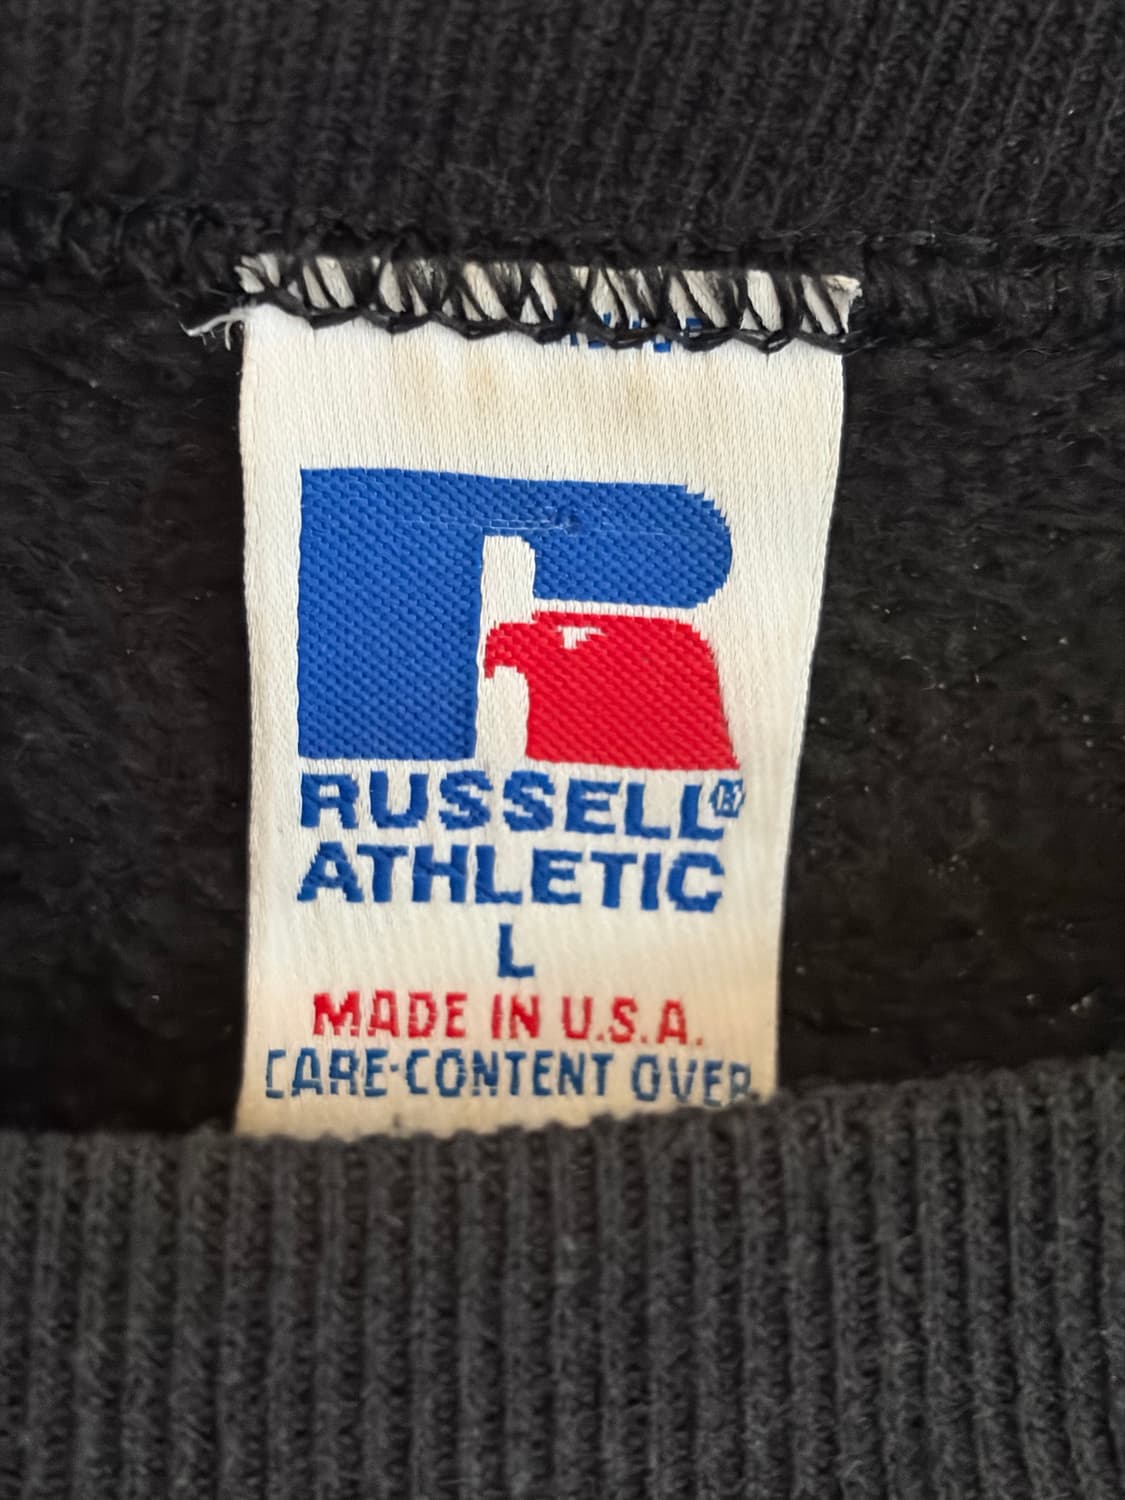 RUSSELL®
ATHLETIC
L
MADE IN U.S.A.
CARE-CONTENT OVER